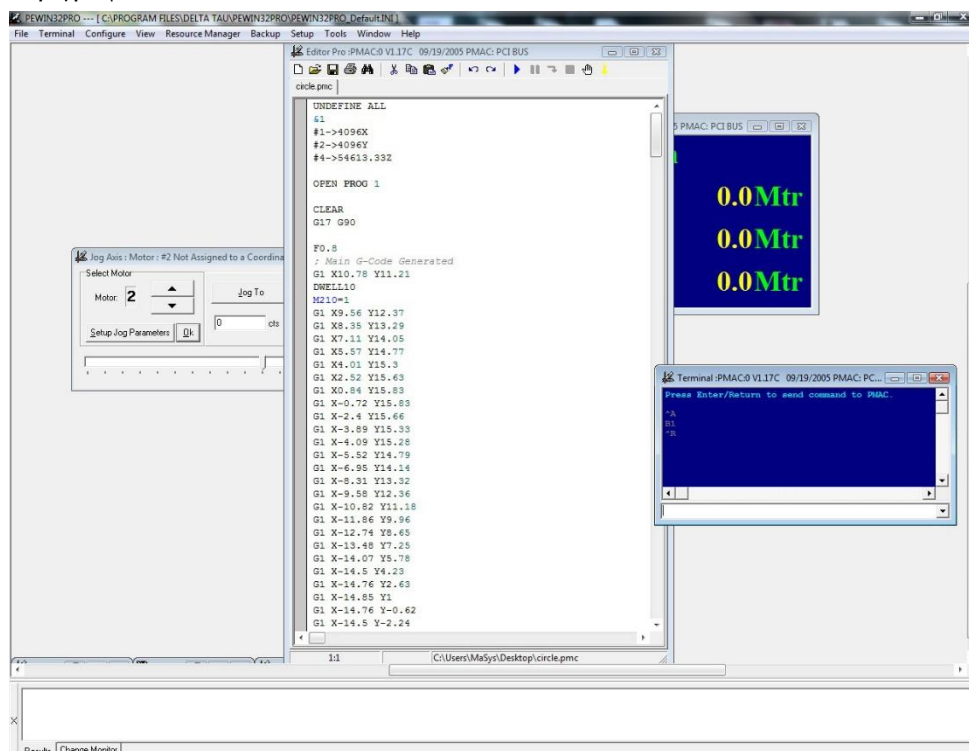 PEWIN32PRO --- [ C:\PROGRAM FILES\DELTA TAU\PEWIN32PRO\PEWIN32PRO_Default.INI ]
File Terminal Configure View Resource Manager Backup Setup Tools Window Help
Editor Pro :PMAC:0 V1.17C 09/19/2005 PMAC: PCI BUS
circle.pmc
UNDEFINE ALL
&1
#1->4096X
#2->4096Y
#4->54613.33Z
OPEN PROG 1
CLEAR
G17 G90
F0.8
; Main G-Code Generated
G1 X10.78 Y11.21
DWELL10
M210=1
G1 X9.56 Y12.37
G1 X8.35 Y13.29
G1 X7.11 Y14.05
G1 X5.57 Y14.77
G1 X4.01 Y15.3
G1 X2.52 Y15.63
G1 X0.84 Y15.83
G1 X-0.72 Y15.83
G1 X-2.4 Y15.66
G1 X-3.89 Y15.33
G1 X-4.09 Y15.28
G1 X-5.52 Y14.79
G1 X-6.95 Y14.14
G1 X-8.31 Y13.32
G1 X-9.58 Y12.36
G1 X-10.82 Y11.18
G1 X-11.86 Y9.96
G1 X-12.74 Y8.65
G1 X-13.48 Y7.25
G1 X-14.07 Y5.78
G1 X-14.5 Y4.23
G1 X-14.76 Y2.63
G1 X-14.85 Y1
G1 X-14.76 Y-0.62
G1 X-14.5 Y-2.24
1:1 C:\Users\MaSys\Desktop\circle.pmc
5 PMAC: PCI BUS
0.0 Mtr
0.0 Mtr
0.0 Mtr
Jog Axis : Motor : #2 Not Assigned to a Coordina
Select Motor
Motor: 2
Jog To
Setup Jog Parameters Ok
0 cts
Terminal :PMAC:0 V1.17C 09/19/2005 PMAC: PC...
Press Enter/Return to send command to PMAC.
^A
B1
^R
Results Change Monitor